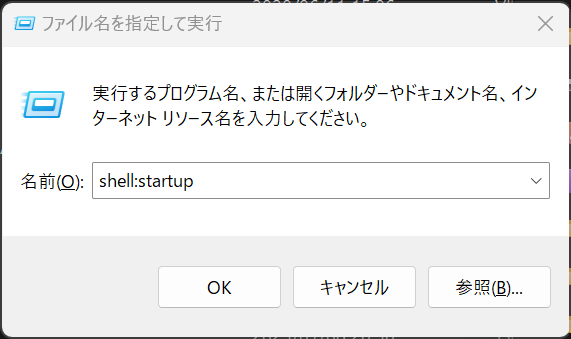 ファイル名を指定して実行
実行するプログラム名、または開くフォルダーやドキュメント名、イン
ターネット リソース名を入力してください。
名前(O):
shell:startup
OK
キャンセル
参照(B)...